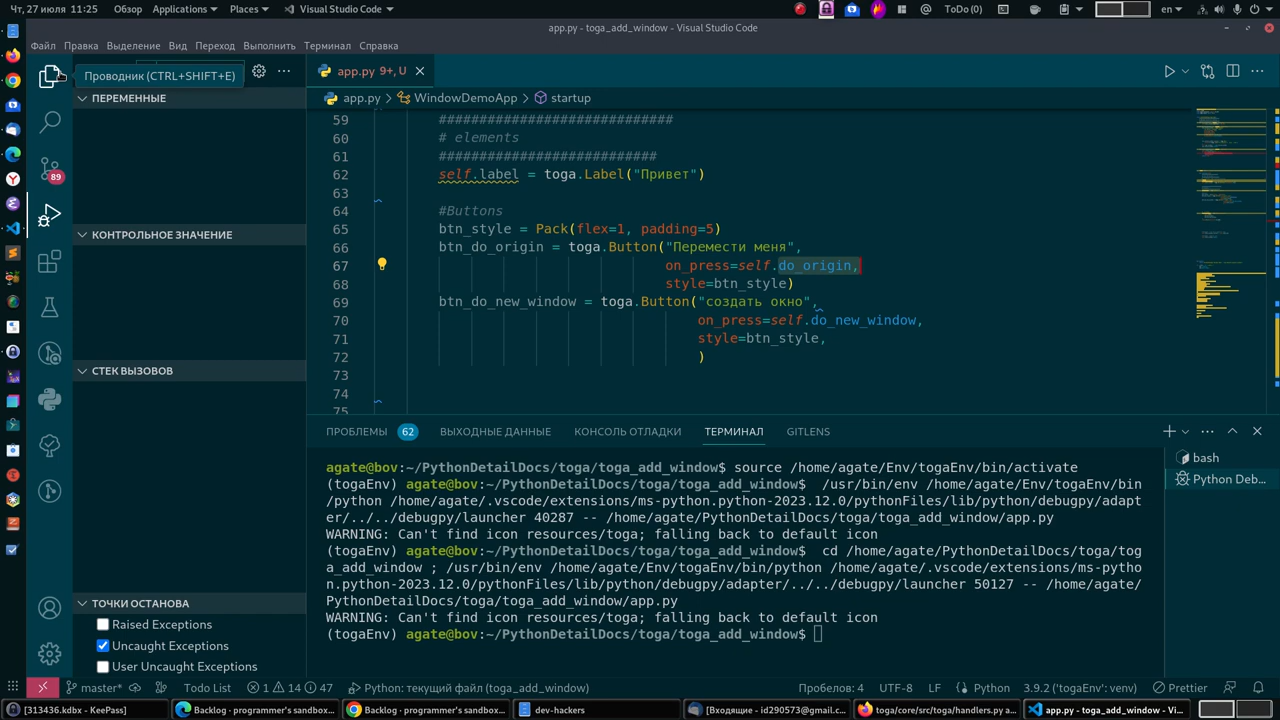 Чт, 27 июля 11:25
Обзор
Applications
Places
Visual Studio Code
ToDo (0)
en
app.py - toga_add_window - Visual Studio Code
Файл Правка Выделение Вид Переход Выполнить Терминал Справка
Проводник (CTRL+SHIFT+E)
app.py 9+, U
ПЕРЕМЕННЫЕ
app.py
WindowDemoApp
startup
59 #############################
60 # elements
61 ###########################
62 self.label = toga.Label("Привет")
63
64 #Buttons
65 btn_style = Pack(flex=1, padding=5)
66 btn_do_origin = toga.Button("Перемести меня",
67 on_press=self.do_origin,
68 style=btn_style)
69 btn_do_new_window = toga.Button("создать окно",
70 on_press=self.do_new_window,
71 style=btn_style,
72 )
73
74
75
89
КОНТРОЛЬНОЕ ЗНАЧЕНИЕ
СТЕК ВЫЗОВОВ
ТОЧКИ ОСТАНОВА
Raised Exceptions
Uncaught Exceptions
User Uncaught Exceptions
ПРОБЛЕМЫ 62 ВЫХОДНЫЕ ДАННЫЕ КОНСОЛЬ ОТЛАДКИ ТЕРМИНАЛ GITLENS
agate@bov:~/PythonDetailDocs/toga/toga_add_window$ source /home/agate/Env/togaEnv/bin/activate
(togaEnv) agate@bov:~/PythonDetailDocs/toga/toga_add_window$ /usr/bin/env /home/agate/Env/togaEnv/bin
/python /home/agate/.vscode/extensions/ms-python.python-2023.12.0/pythonFiles/lib/python/debugpy/adapt
er/../../debugpy/launcher 40287 -- /home/agate/PythonDetailDocs/toga/toga_add_window/app.py
WARNING: Can't find icon resources/toga; falling back to default icon
(togaEnv) agate@bov:~/PythonDetailDocs/toga/toga_add_window$ cd /home/agate/PythonDetailDocs/toga/tog
a_add_window ; /usr/bin/env /home/agate/Env/togaEnv/bin/python /home/agate/.vscode/extensions/ms-pytho
n.python-2023.12.0/pythonFiles/lib/python/debugpy/adapter/../../debugpy/launcher 50127 -- /home/agate/
PythonDetailDocs/toga/toga_add_window/app.py
WARNING: Can't find icon resources/toga; falling back to default icon
(togaEnv) agate@bov:~/PythonDetailDocs/toga/toga_add_window$
bash
Python Deb...
master*
Todo List
1 14 47
Python: текущий файл (toga_add_window)
Пробелов: 4
UTF-8
LF
Python
3.9.2 ('togaEnv': venv)
Prettier
[313436.kdbx - KeePass]
Backlog · programmer's sandbox...
Backlog · programmer's sandbox...
dev-hackers
[Входящие - id290573@gmail.c...
toga/core/src/toga/handlers.py a...
app.py - toga_add_window - Vi...